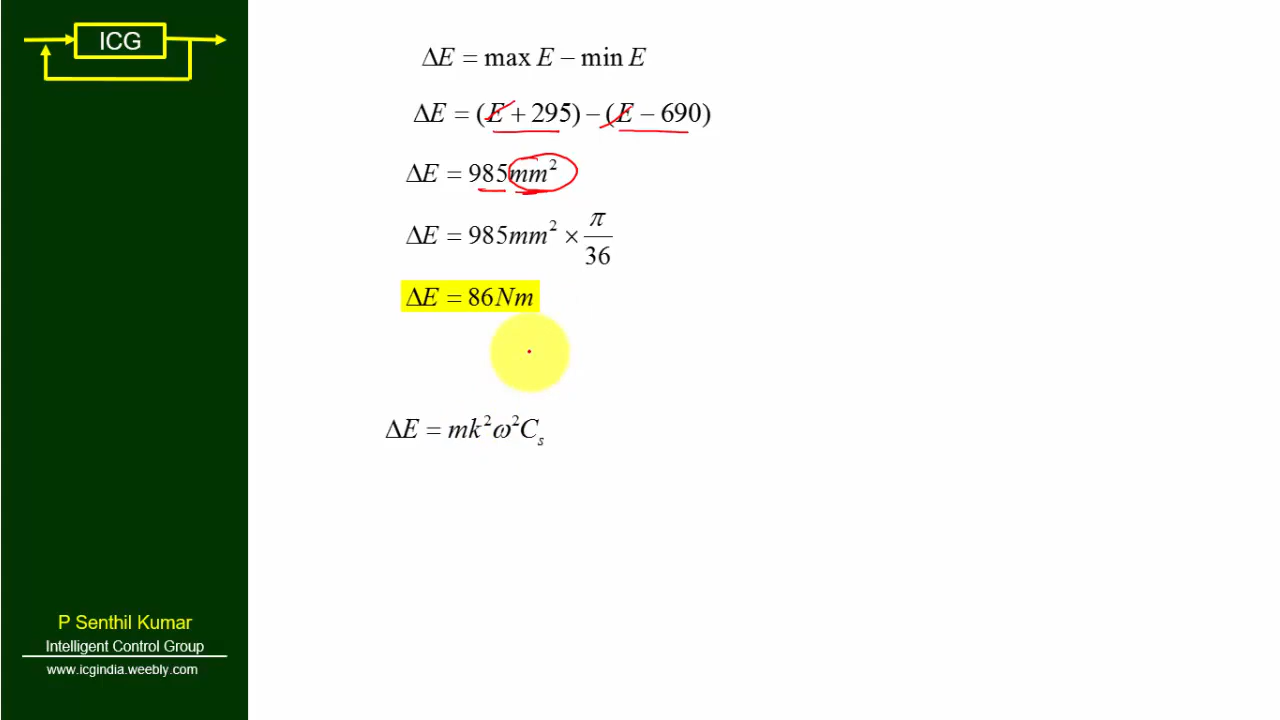 ICG
ΔE = max E − min E
ΔE = (E + 295) − (E − 690)
ΔE = 985mm²
ΔE = 985mm² × π/36
ΔE = 86Nm
ΔE = mk²ω²Cₛ
P Senthil Kumar
Intelligent Control Group
www.icgindia.weebly.com